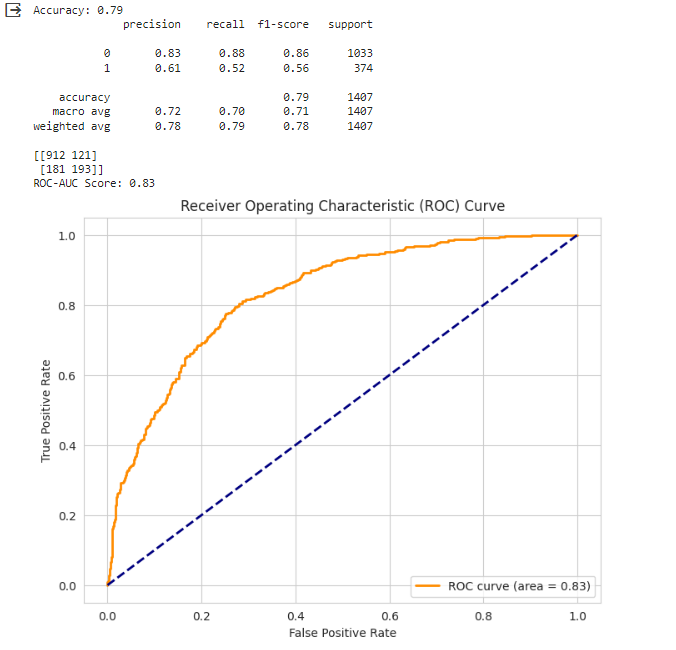 Accuracy: 0.79
precision recall f1-score support
0 0.83 0.88 0.86 1033
1 0.61 0.52 0.56 374
accuracy 0.79 1407
macro avg 0.72 0.70 0.71 1407
weighted avg 0.78 0.79 0.78 1407
[[912 121]
[181 193]]
ROC-AUC Score: 0.83
Receiver Operating Characteristic (ROC) Curve
1.0
0.8
0.6
0.4
0.2
0.0
True Positive Rate
ROC curve (area = 0.83)
0.0 0.2 0.4 0.6 0.8 1.0
False Positive Rate